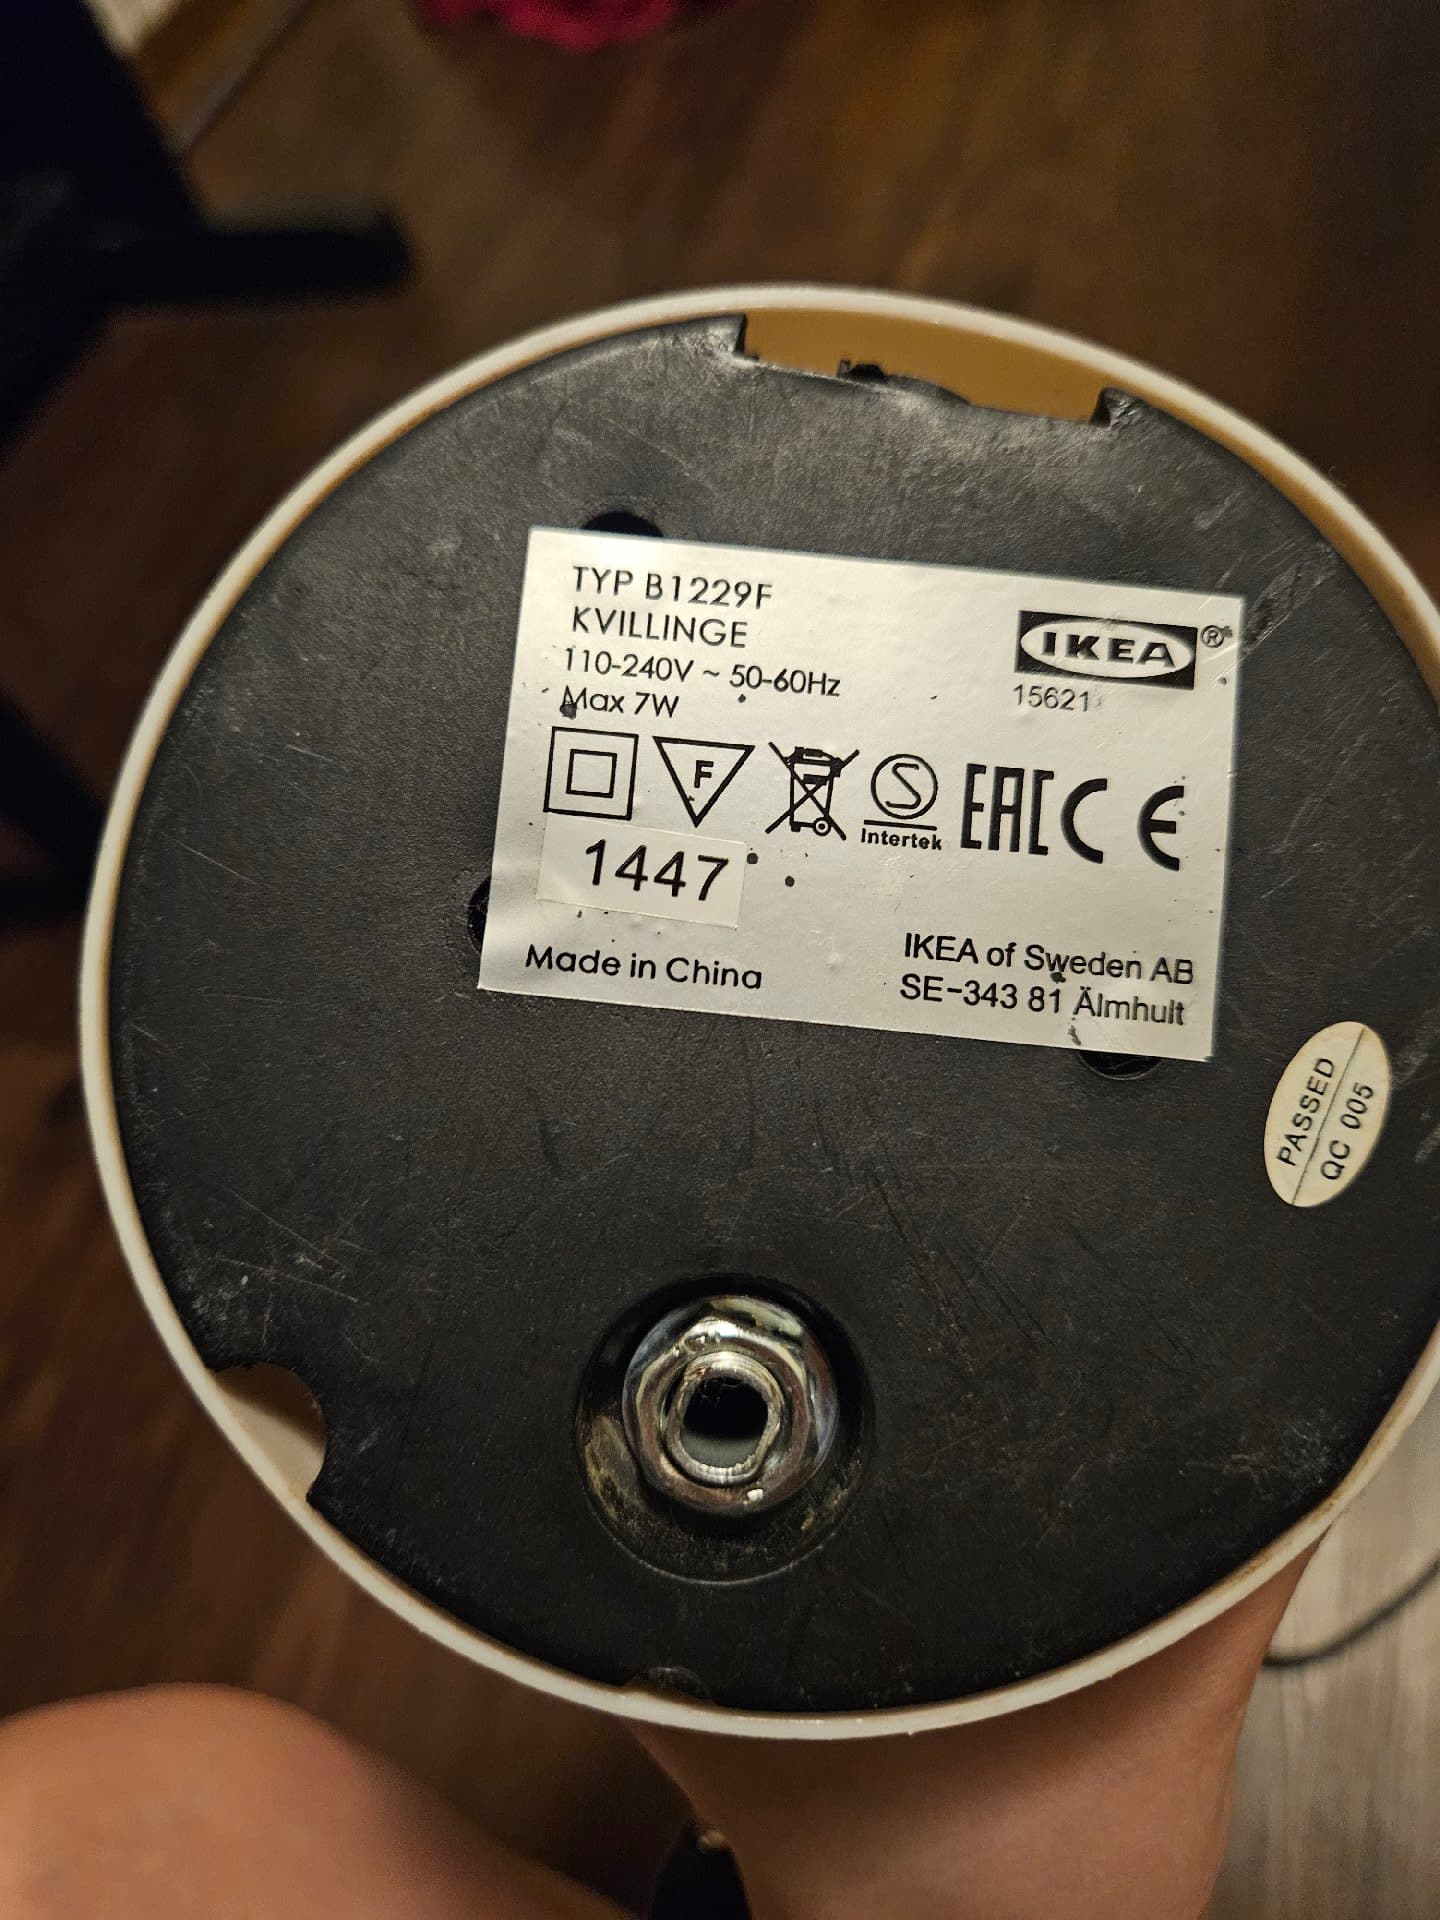 TYP B1229F
KVILLINGE
110-240V ~ 50-60Hz
Max 7W
IKEA®
15621
F
S
Intertek
EAC
CE
1447
Made in China
IKEA of Sweden AB
SE-343 81 Älmhult
PASSED
QC 005